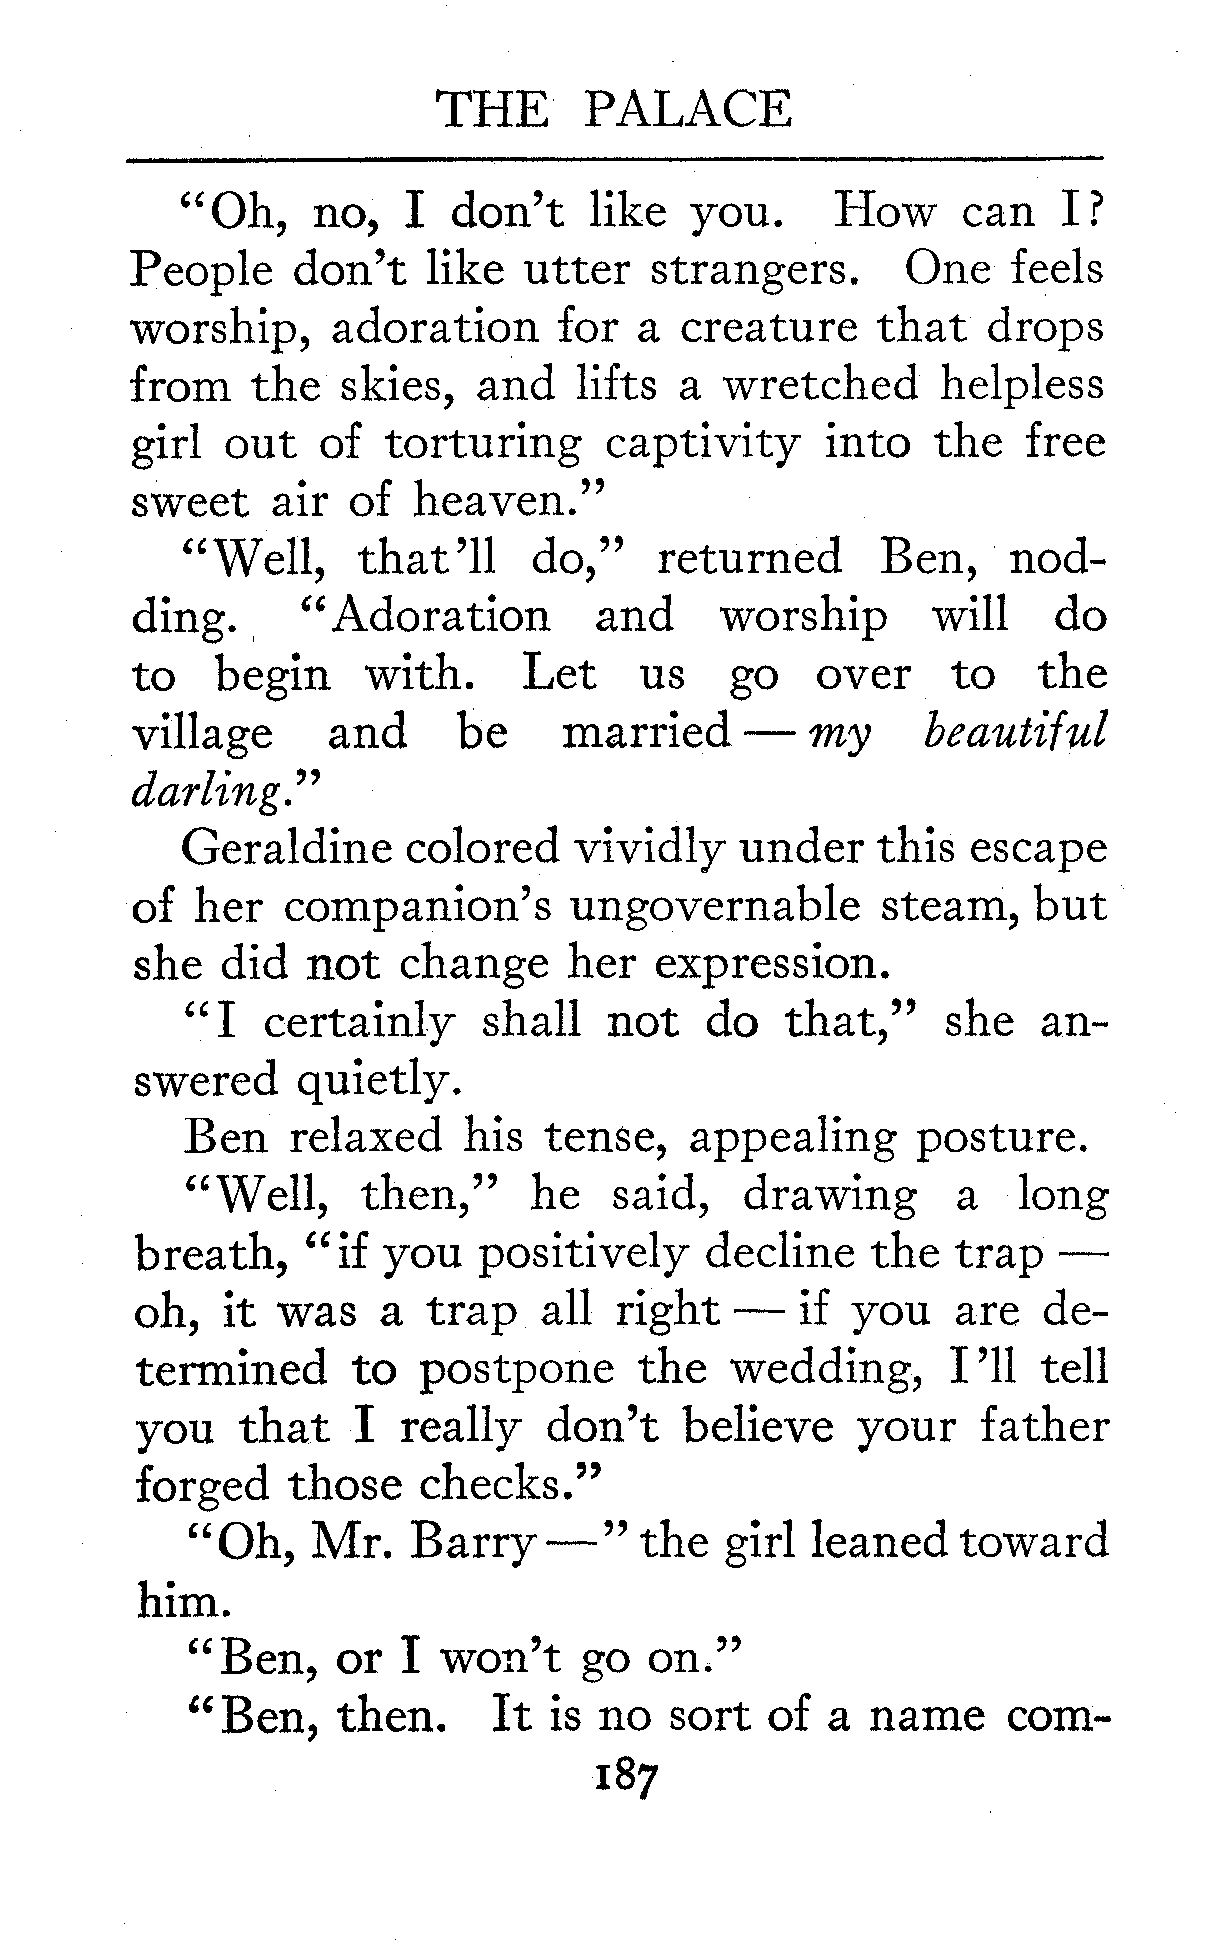 THE PALACE
“Oh, no, I don’t like you. How can I?
People don’t like utter strangers. One feels
worship, adoration for a creature that drops
from the skies, and lifts a wretched helpless
girl out of torturing captivity into the free
sweet air of heaven.”
“Well, that’ll do,” returned Ben, nod-
ding. “Adoration and worship will do
to begin with. Let us go over to the
village and be married — my beautiful
darling.”
Geraldine colored vividly under this escape
of her companion’s ungovernable steam, but
she did not change her expression.
“I certainly shall not do that,” she an-
swered quietly.
Ben relaxed his tense, appealing posture.
“Well, then,” he said, drawing a long
breath, “if you positively decline the trap —
oh, it was a trap all right — if you are de-
termined to postpone the wedding, I’ll tell
you that I really don’t believe your father
forged those checks.”
“Oh, Mr. Barry—” the girl leaned toward
him.
“Ben, or I won’t go on.”
“Ben, then. It is no sort of a name com-
187